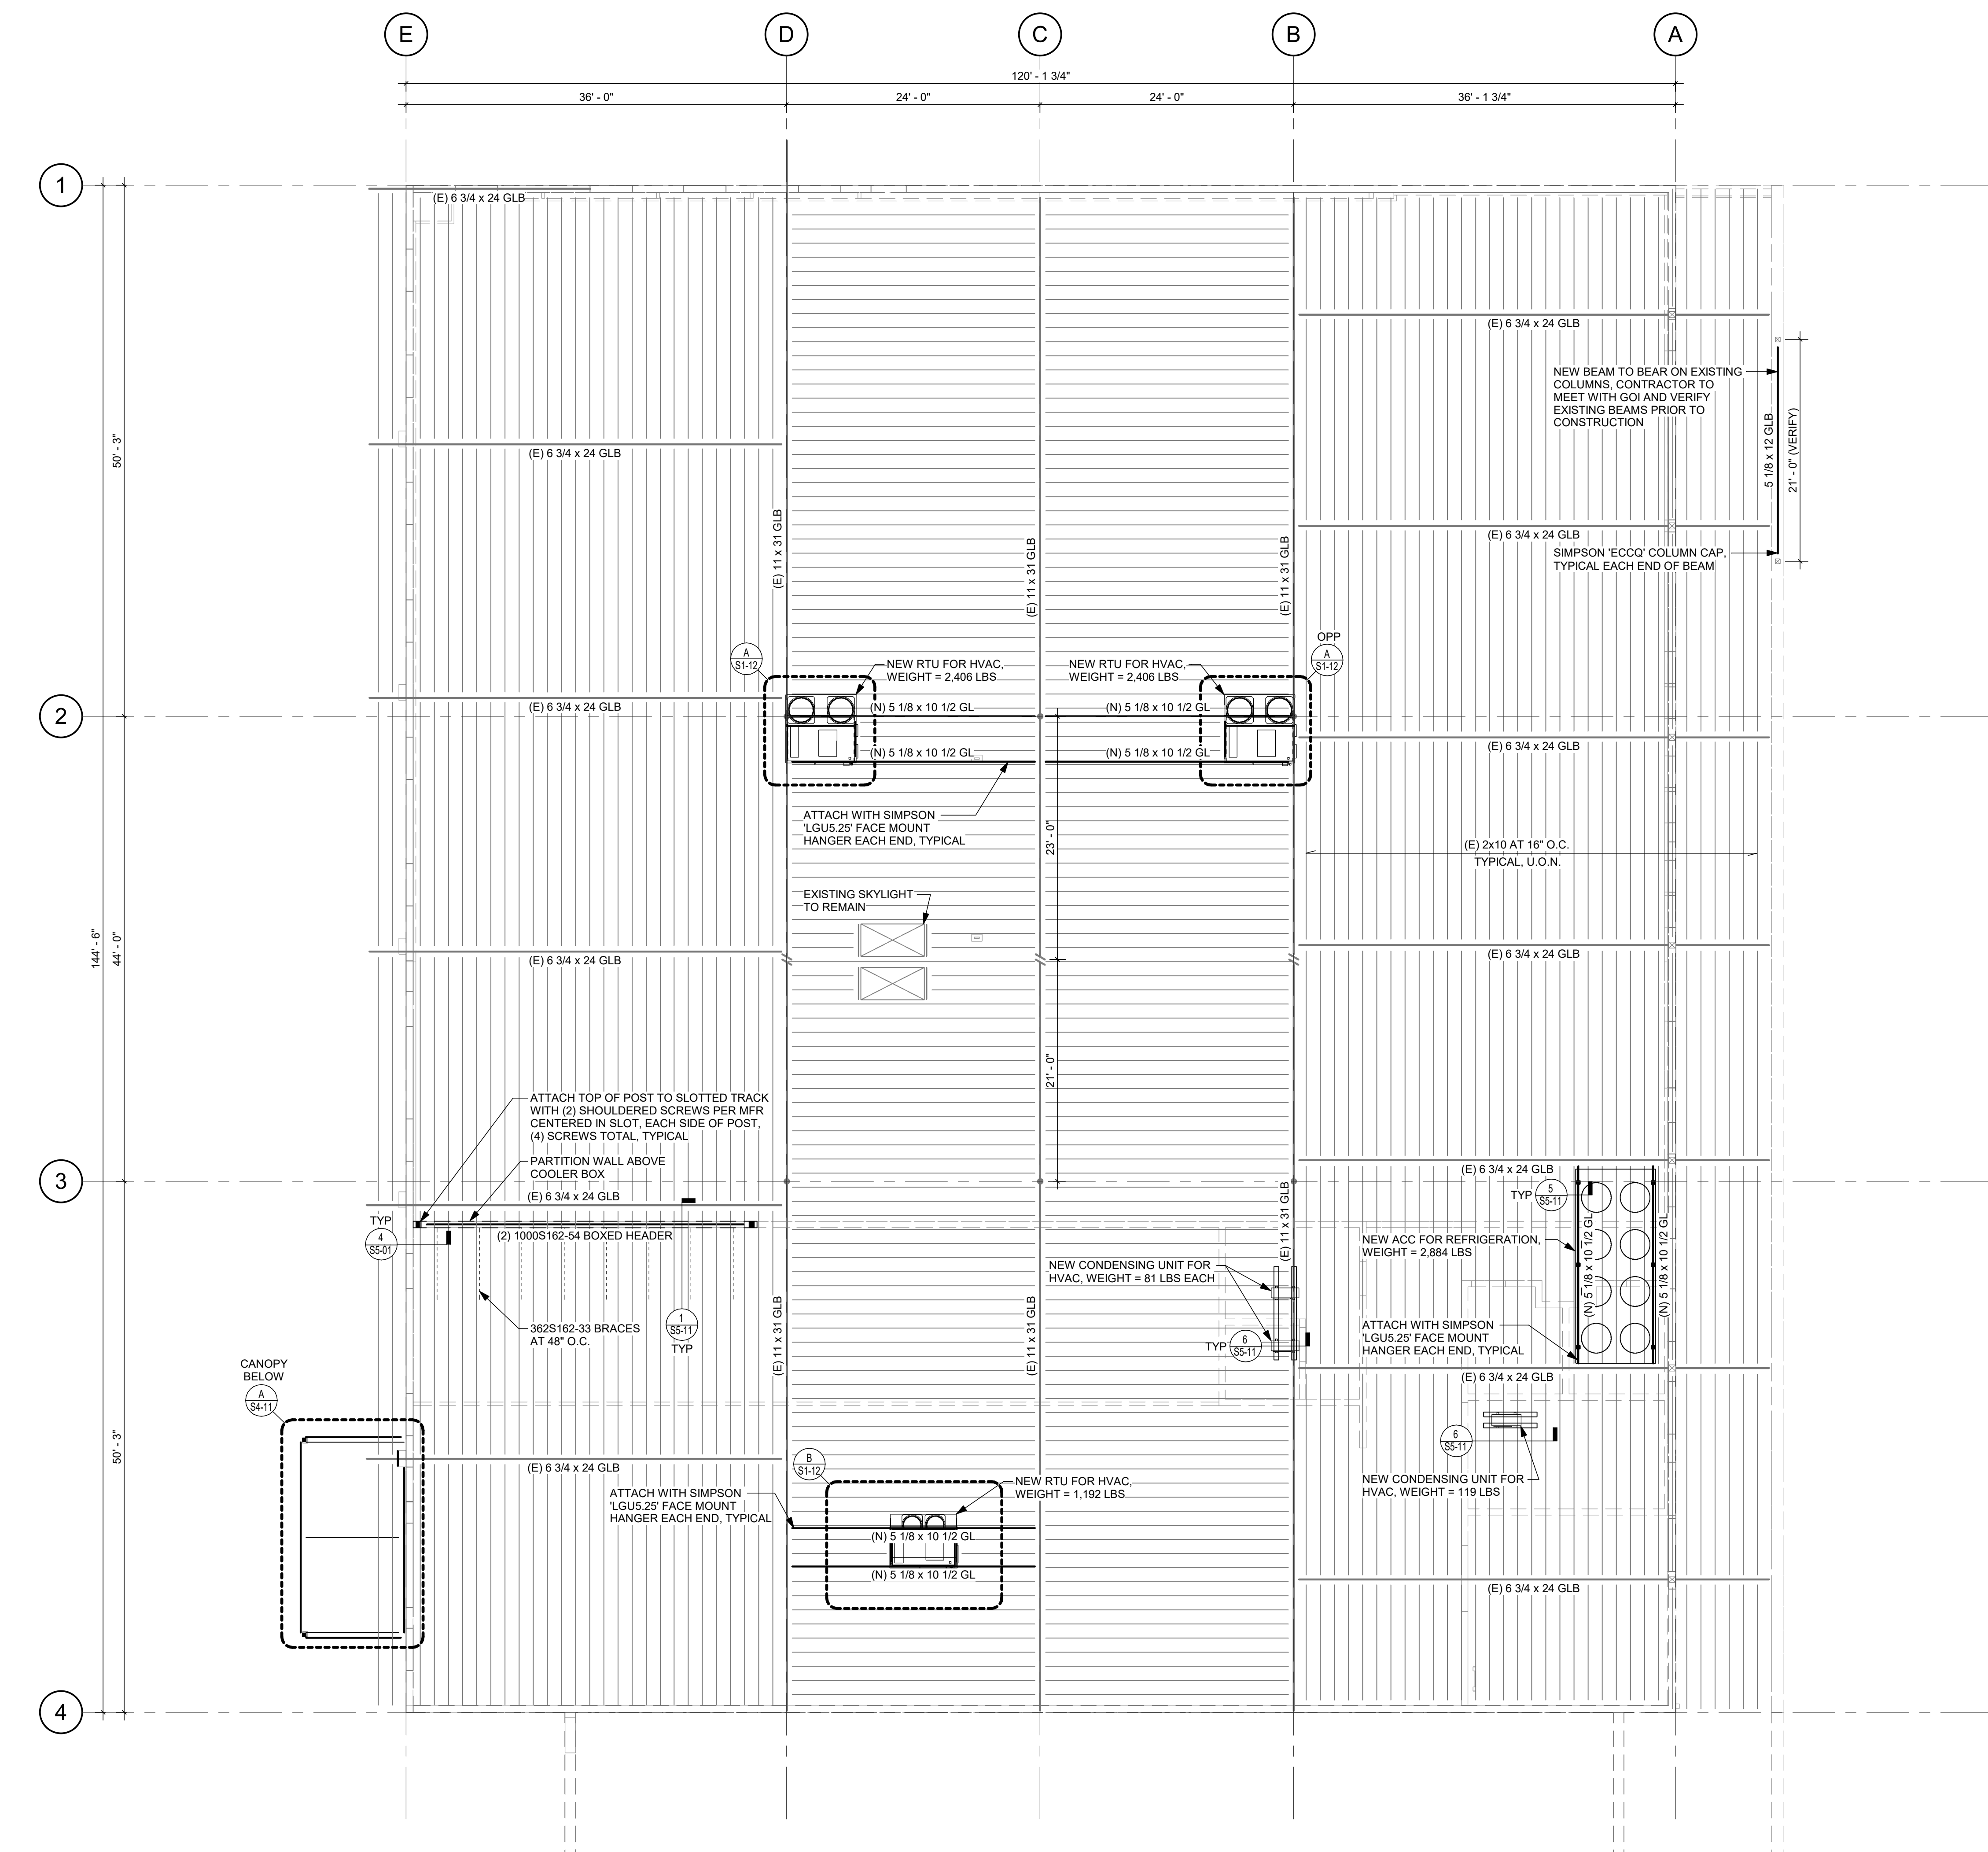 E
D
C
B
A
120' - 1 3/4"
36' - 0"
24' - 0"
24' - 0"
36' - 1 3/4"
1
(E) 6 3/4 x 24 GLB
(E) 6 3/4 x 24 GLB
NEW BEAM TO BEAR ON EXISTING
COLUMNS, CONTRACTOR TO
MEET WITH GOI AND VERIFY
EXISTING BEAMS PRIOR TO
CONSTRUCTION
5 1/8 x 12 GLB
21' - 0" (VERIFY)
50' - 3"
(E) 6 3/4 x 24 GLB
(E) 11 x 31 GLB
(E) 11 x 31 GLB
(E) 11 x 31 GLB
(E) 6 3/4 x 24 GLB
SIMPSON 'ECCQ' COLUMN CAP,
TYPICAL EACH END OF BEAM
A
S1-12
NEW RTU FOR HVAC,
WEIGHT = 2,406 LBS
NEW RTU FOR HVAC,
WEIGHT = 2,406 LBS
OPP
A
S1-12
2
(E) 6 3/4 x 24 GLB
(N) 5 1/8 x 10 1/2 GL
(N) 5 1/8 x 10 1/2 GL
(N) 5 1/8 x 10 1/2 GL
(N) 5 1/8 x 10 1/2 GL
(E) 6 3/4 x 24 GLB
ATTACH WITH SIMPSON
'LGU5.25' FACE MOUNT
HANGER EACH END, TYPICAL
23' - 0"
(E) 2x10 AT 16" O.C.
TYPICAL, U.O.N.
EXISTING SKYLIGHT
TO REMAIN
144' - 6"
44' - 0"
(E) 6 3/4 x 24 GLB
(E) 6 3/4 x 24 GLB
21' - 0"
ATTACH TOP OF POST TO SLOTTED TRACK
WITH (2) SHOULDERED SCREWS PER MFR
CENTERED IN SLOT, EACH SIDE OF POST,
(4) SCREWS TOTAL, TYPICAL
PARTITION WALL ABOVE
COOLER BOX
3
(E) 6 3/4 x 24 GLB
(E) 6 3/4 x 24 GLB
TYP
5
S5-11
TYP
4
S5-01
(2) 1000S162-54 BOXED HEADER
(E) 11 x 31 GLB
NEW ACC FOR REFRIGERATION,
WEIGHT = 2,884 LBS
(N) 5 1/8 x 10 1/2 GL
(N) 5 1/8 x 10 1/2 GL
NEW CONDENSING UNIT FOR
HVAC, WEIGHT = 81 LBS EACH
362S162-33 BRACES
AT 48" O.C.
1
S5-11
TYP
(E) 11 x 31 GLB
(E) 11 x 31 GLB
TYP
6
S5-11
ATTACH WITH SIMPSON
'LGU5.25' FACE MOUNT
HANGER EACH END, TYPICAL
(E) 6 3/4 x 24 GLB
CANOPY
BELOW
A
S4-11
50' - 3"
6
S5-11
(E) 6 3/4 x 24 GLB
B
S1-12
NEW RTU FOR HVAC,
WEIGHT = 1,192 LBS
NEW CONDENSING UNIT FOR
HVAC, WEIGHT = 119 LBS
ATTACH WITH SIMPSON
'LGU5.25' FACE MOUNT
HANGER EACH END, TYPICAL
(N) 5 1/8 x 10 1/2 GL
(N) 5 1/8 x 10 1/2 GL
(E) 6 3/4 x 24 GLB
4